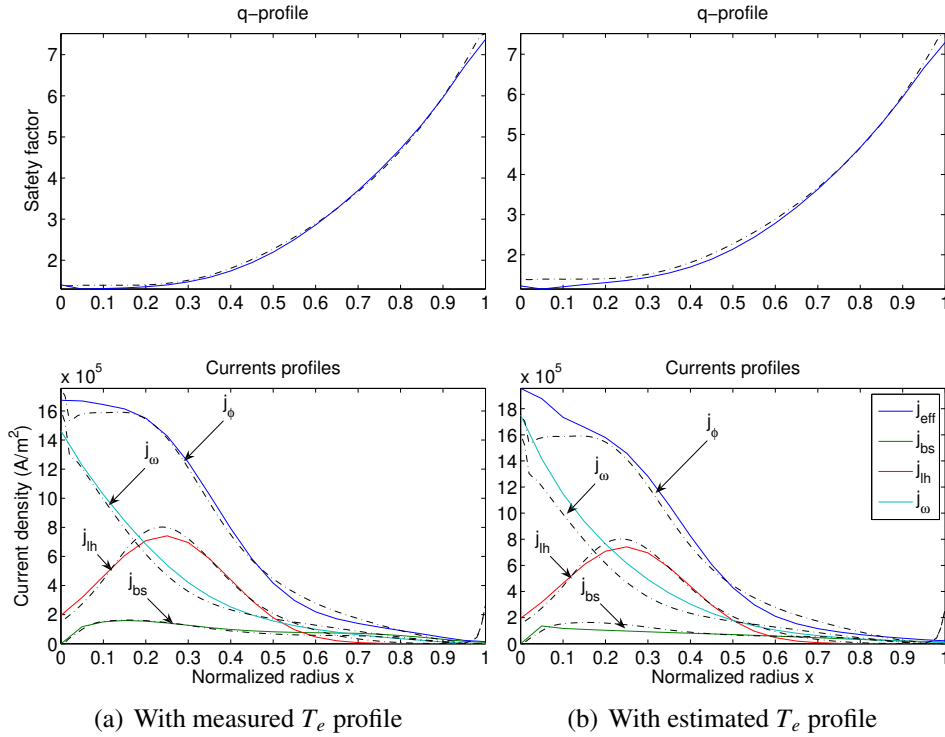 q−profile
7
6
5
4
3
2
Safety factor
0 0.1 0.2 0.3 0.4 0.5 0.6 0.7 0.8 0.9 1
q−profile
7
6
5
4
3
2
0 0.1 0.2 0.3 0.4 0.5 0.6 0.7 0.8 0.9 1
Currents profiles
x 10^5
16
14
12
10
8
6
4
2
0
Current density (A/m^2)
j_ϕ
j_ω
j_lh
j_bs
0 0.1 0.2 0.3 0.4 0.5 0.6 0.7 0.8 0.9 1
Normalized radius x
Currents profiles
x 10^5
18
16
14
12
10
8
6
4
2
0
j_ϕ
j_ω
j_lh
j_bs
j_eff
j_bs
j_lh
j_ω
0 0.1 0.2 0.3 0.4 0.5 0.6 0.7 0.8 0.9 1
Normalized radius x
(a) With measured T_e profile
(b) With estimated T_e profile